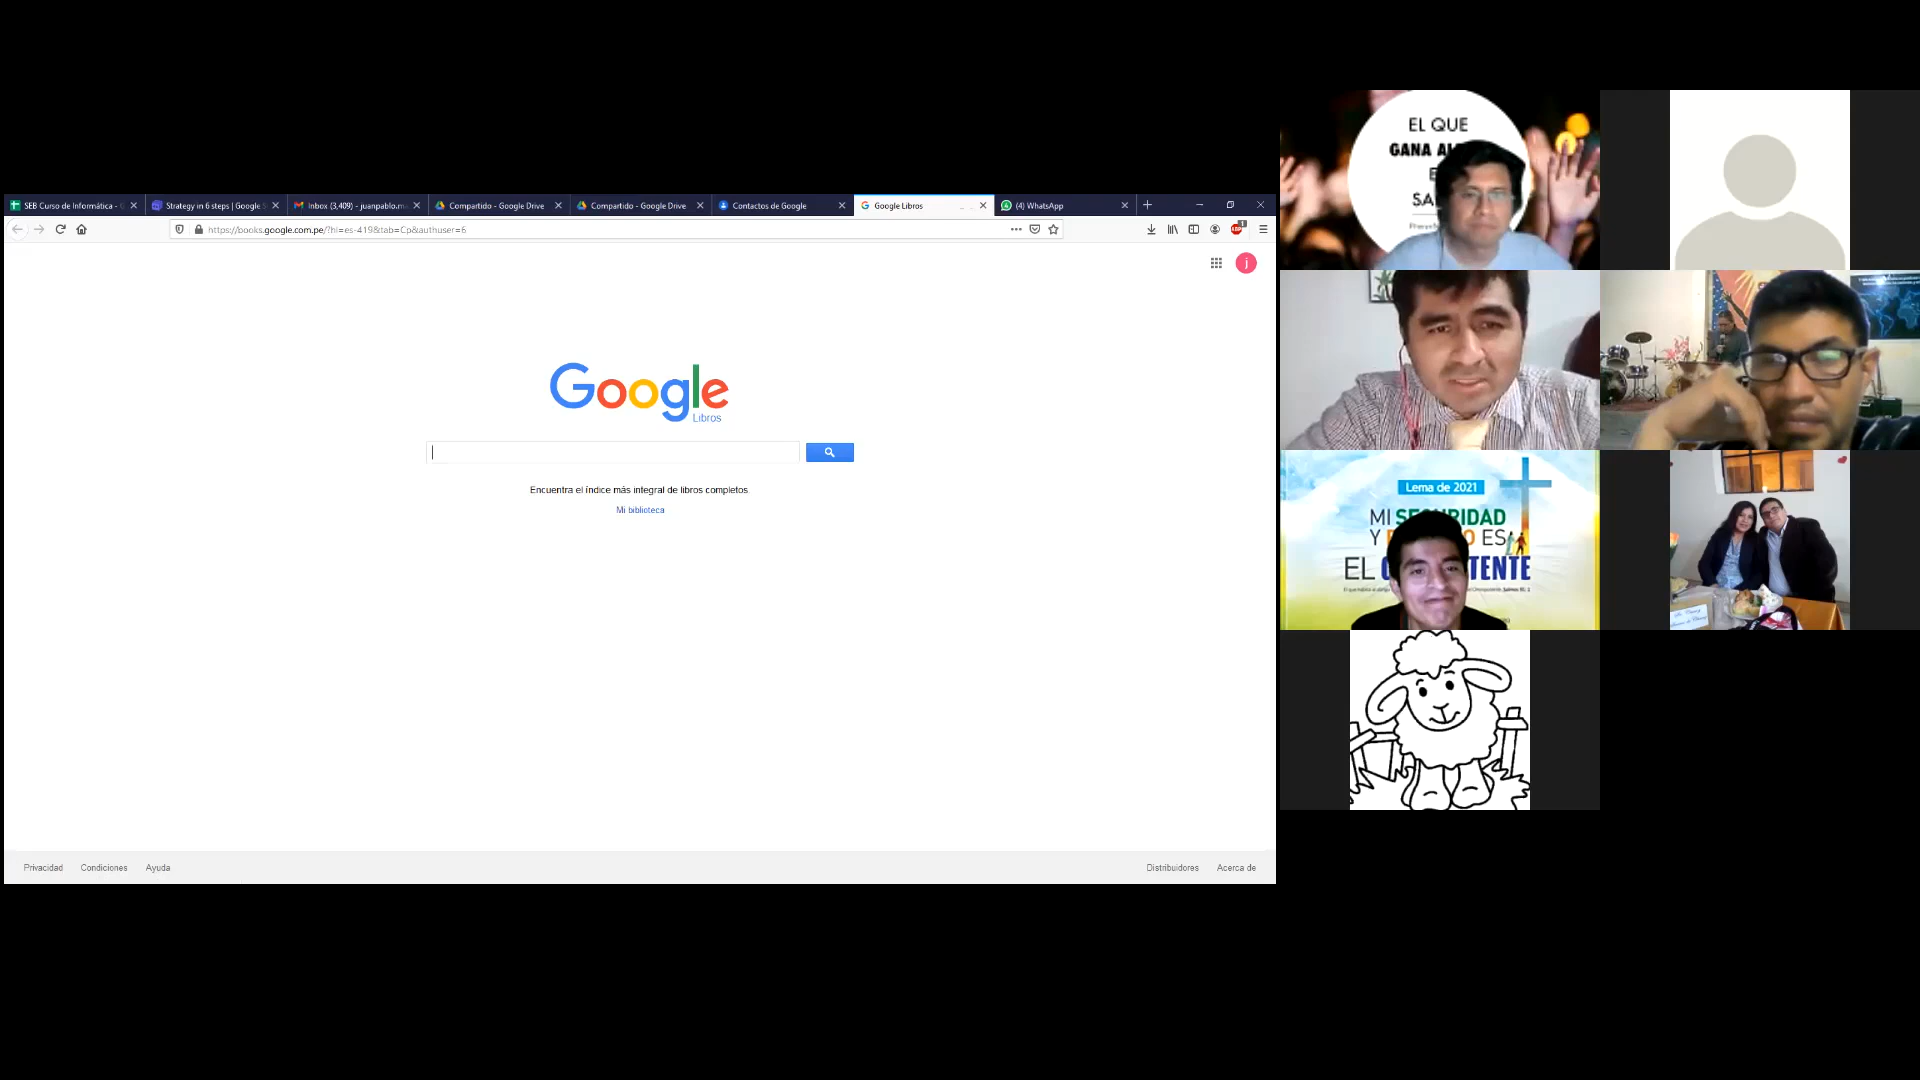 SEB Curso de Informática - G
Strategy in 6 steps | Google S
Inbox (3,409) - juanpablo.m
Compartido - Google Drive
Compartido - Google Drive
Contactos de Google
Google Libros
(4) WhatsApp
https://books.google.com.pe/?hl=es-419&tab=Cp&authuser=6
ABP
j
Google
Libros
Encuentra el índice más integral de libros completos
Mi biblioteca
Privacidad
Condiciones
Ayuda
Distribuidores
Acerca de
EL QUE
GANA AL
SA
Lema de 2021
MI SEGURIDAD
Y
O ES
EL
TENTE